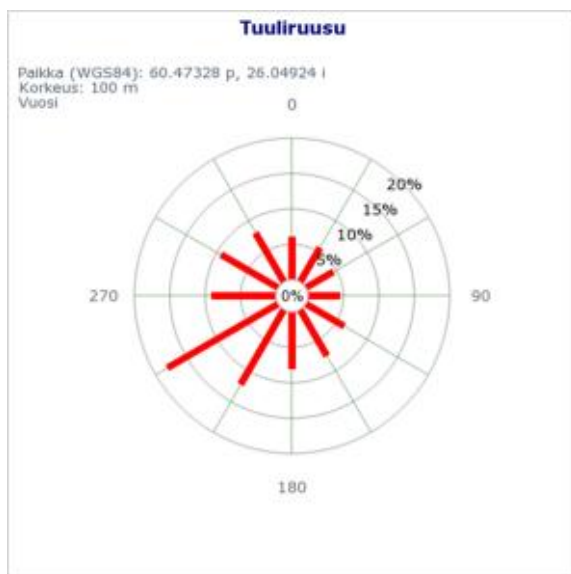 Tuuliruusu
Paikka (WGS84): 60.47328 p, 26.04924 i
Korkeus: 100 m
Vuosi
0
20%
15%
10%
5%
270
0%
90
180